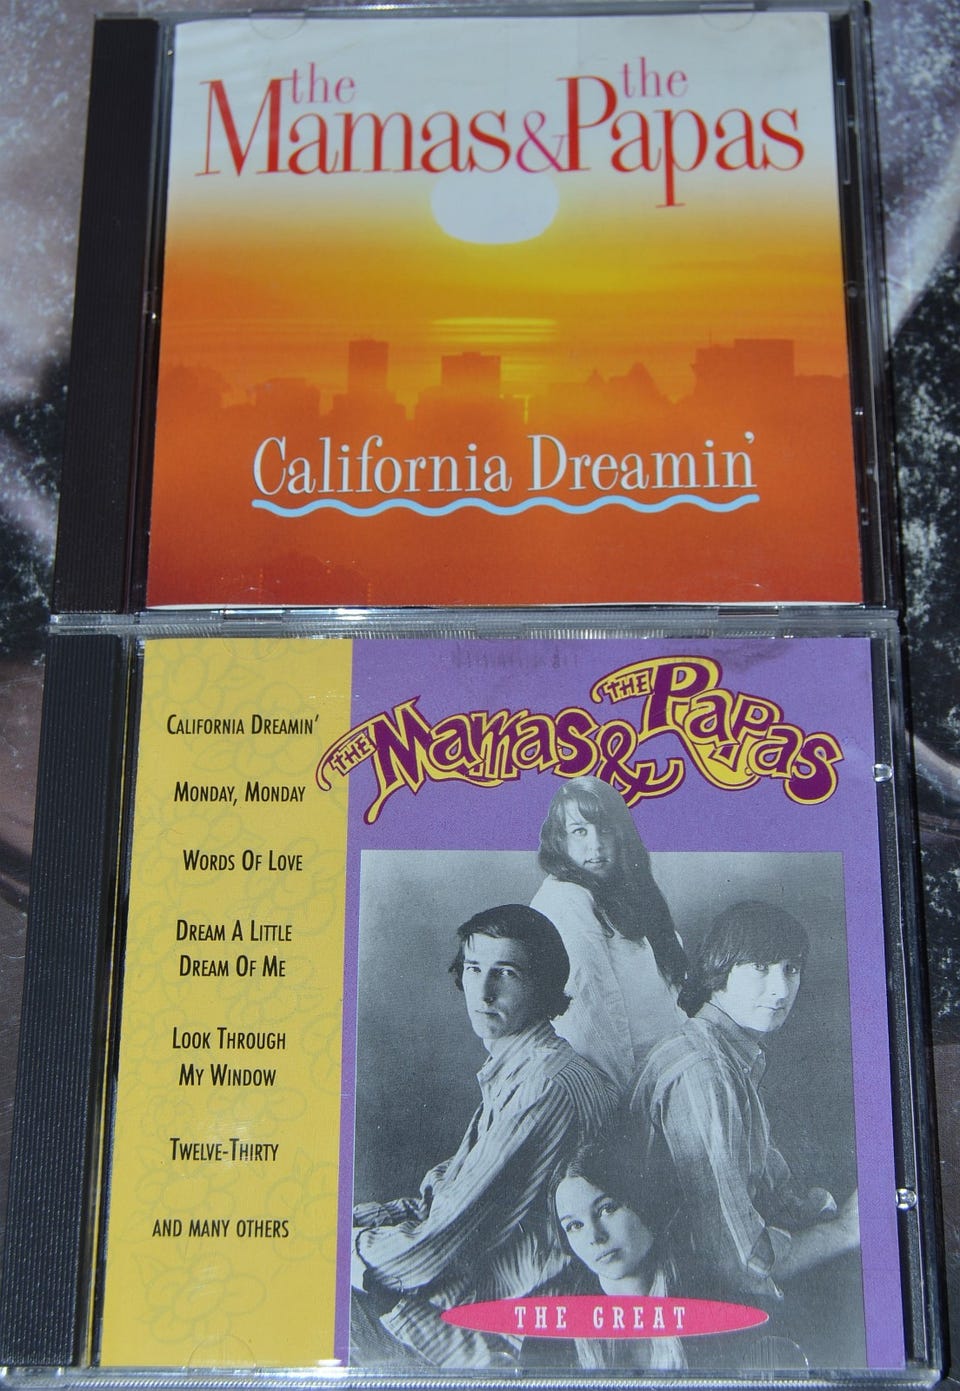 the the
Mamas & Papas
California Dreamin'
the Mamas & the Papas
California Dreamin'
Monday, Monday
Words Of Love
Dream A Little
Dream Of Me
Look Through
My Window
Twelve-Thirty
and many others
THE GREAT